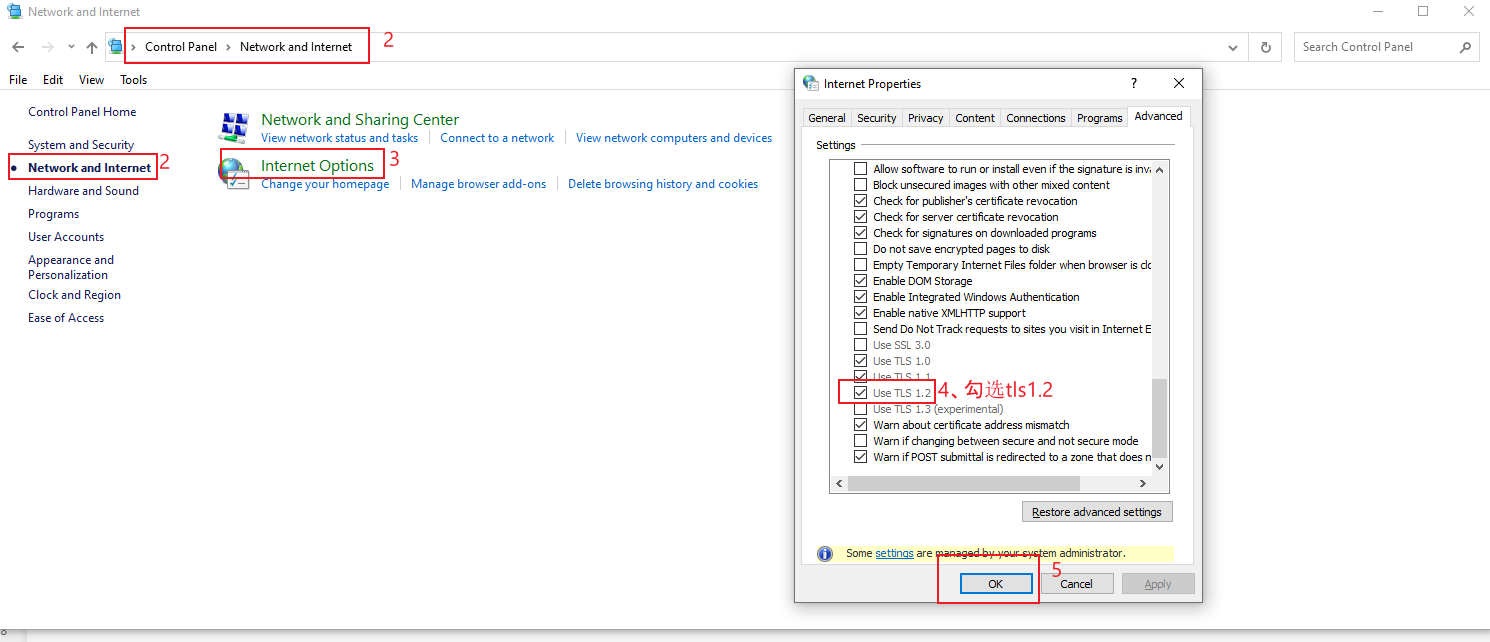 Network and Internet
Control Panel > Network and Internet
2
Search Control Panel
File Edit View Tools
Control Panel Home
System and Security
Network and Internet
2
Hardware and Sound
Programs
User Accounts
Appearance and
Personalization
Clock and Region
Ease of Access
Network and Sharing Center
View network status and tasks
Connect to a network
View network computers and devices
Internet Options
3
Change your homepage
Manage browser add-ons
Delete browsing history and cookies
Internet Properties
?
General Security Privacy Content Connections Programs Advanced
Settings
Allow software to run or install even if the signature is inva
Block unsecured images with other mixed content
Check for publisher's certificate revocation
Check for server certificate revocation
Check for signatures on downloaded programs
Do not save encrypted pages to disk
Empty Temporary Internet Files folder when browser is clo
Enable DOM Storage
Enable Integrated Windows Authentication
Enable native XMLHTTP support
Send Do Not Track requests to sites you visit in Internet E
Use SSL 3.0
Use TLS 1.0
Use TLS 1.1
Use TLS 1.2
4、勾选tls1.2
Use TLS 1.3 (experimental)
Warn about certificate address mismatch
Warn if changing between secure and not secure mode
Warn if POST submittal is redirected to a zone that does n
Restore advanced settings
Some settings are managed by your system administrator.
5
OK Cancel Apply